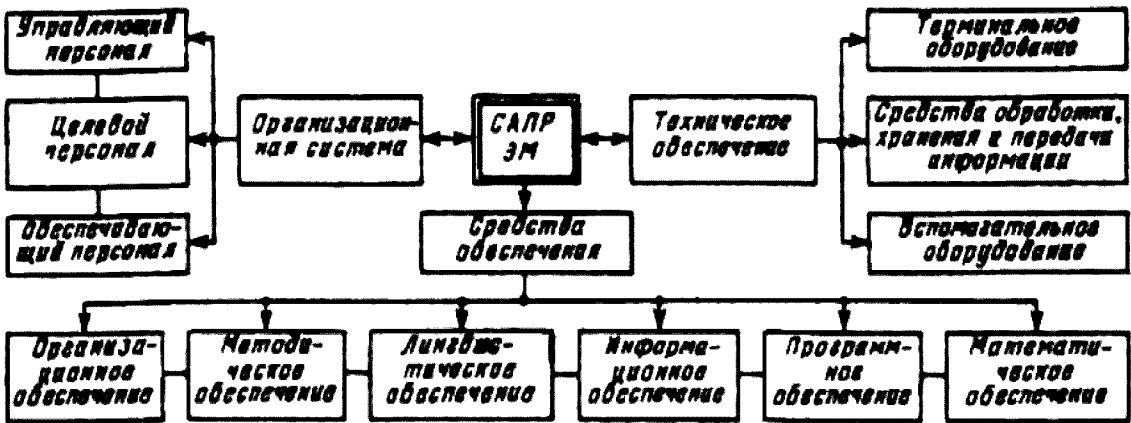 Управляющий
персонал
Целевой
персонал
Обеспечиваю-
щий персонал
Организацион-
ная система
САПР
ЭМ
Техническое
обеспечение
Терминальное
оборудование
Средства обработки,
хранения и передачи
информации
Вспомагательное
оборудование
Средства
обеспечения
Организа-
ционное
обеспечение
Методи-
ческое
обеспечение
Лингвис-
тическое
обеспечение
Информа-
ционное
обеспечение
Программ-
ное
обеспечение
Математи-
ческое
обеспечение